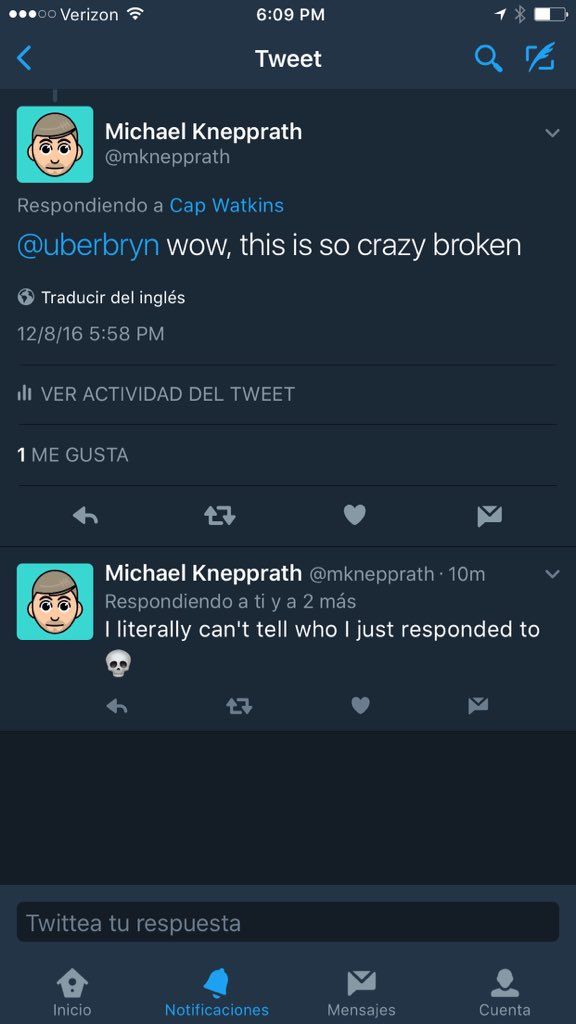 Verizon 6:09 PM
Tweet
Michael Knepprath
@mknepprath
Respondiendo a Cap Watkins
@uberbryn wow, this is so crazy broken
Traducir del inglés
12/8/16 5:58 PM
VER ACTIVIDAD DEL TWEET
1 ME GUSTA
Michael Knepprath @mknepprath · 10m
Respondiendo a ti y a 2 más
I literally can't tell who I just responded to
💀
Twittea tu respuesta
Inicio Notificaciones Mensajes Cuenta